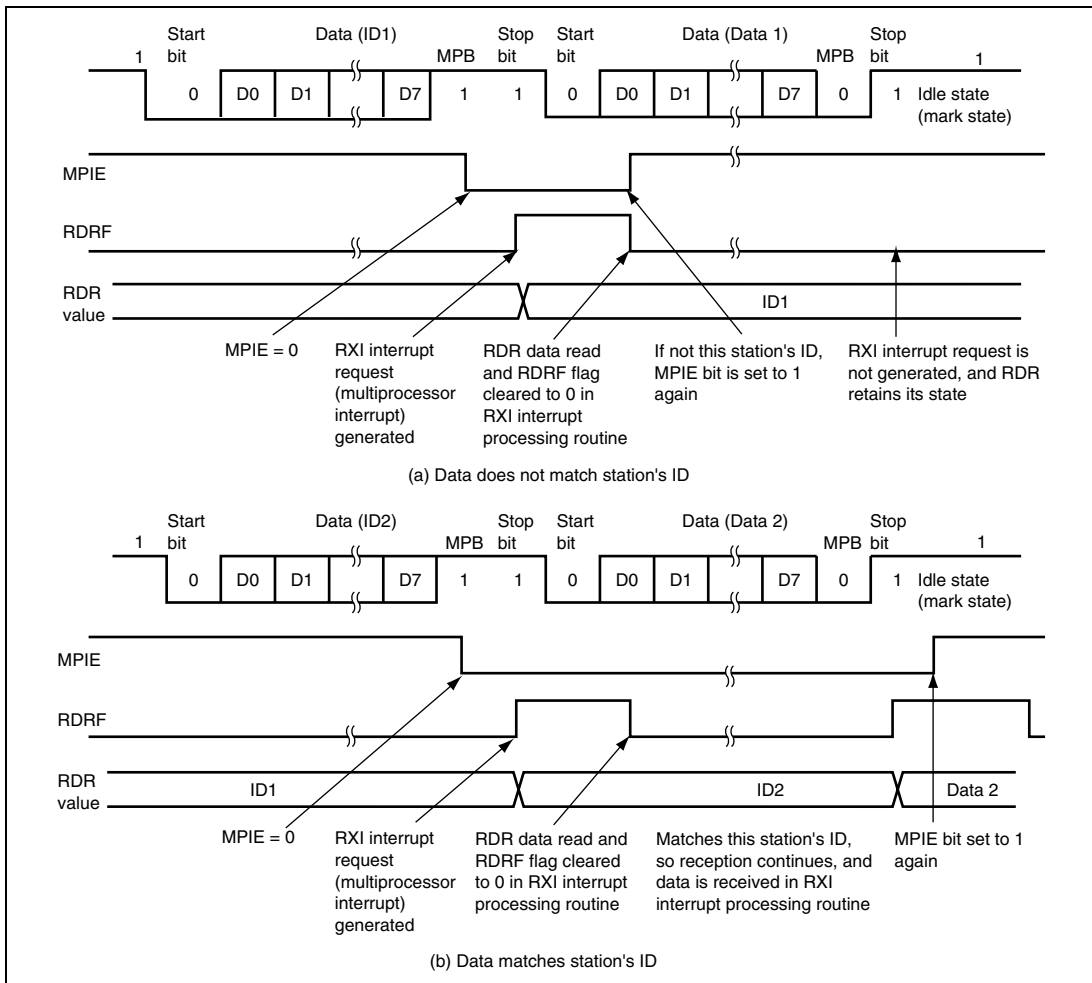 Start bit Data (ID1) MPB Stop bit Start bit Data (Data 1) MPB Stop bit
1 1
0 D0 D1 D7 1 1 0 D0 D1 D7 0 1 Idle state (mark state)
MPIE
RDRF
RDR value
ID1
MPIE = 0
RXI interrupt
request
(multiprocessor
interrupt)
generated
RDR data read
and RDRF flag
cleared to 0 in
RXI interrupt
processing routine
If not this station's ID,
MPIE bit is set to 1
again
RXI interrupt request is
not generated, and RDR
retains its state
(a) Data does not match station's ID
Start bit Data (ID2) MPB Stop bit Start bit Data (Data 2) MPB Stop bit
1 1
0 D0 D1 D7 1 1 0 D0 D1 D7 0 1 Idle state (mark state)
MPIE
RDRF
RDR value
ID1 ID2 Data 2
MPIE = 0
RXI interrupt
request
(multiprocessor
interrupt)
generated
RDR data read and
RDRF flag cleared
to 0 in RXI interrupt
processing routine
Matches this station's ID,
so reception continues, and
data is received in RXI
interrupt processing routine
MPIE bit set to 1
again
(b) Data matches station's ID